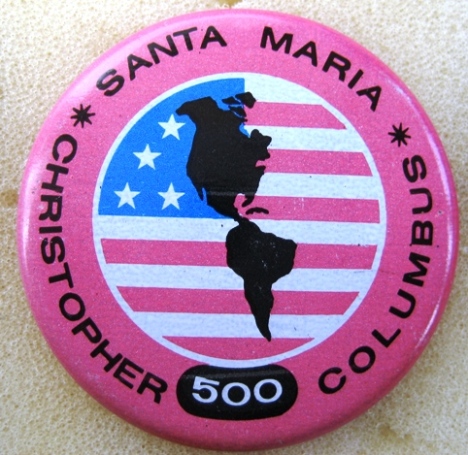 * SANTA MARIA *
CHRISTOPHER 500 COLUMBUS